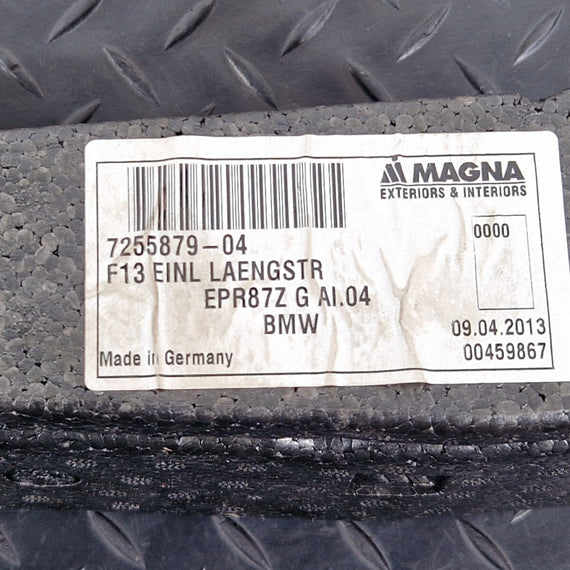 MAGNA
EXTERIORS & INTERIORS
7255879-04
0000
F13 EINL LAENGSTR
EPR87Z G AI.04
BMW
09.04.2013
Made in Germany
00459867